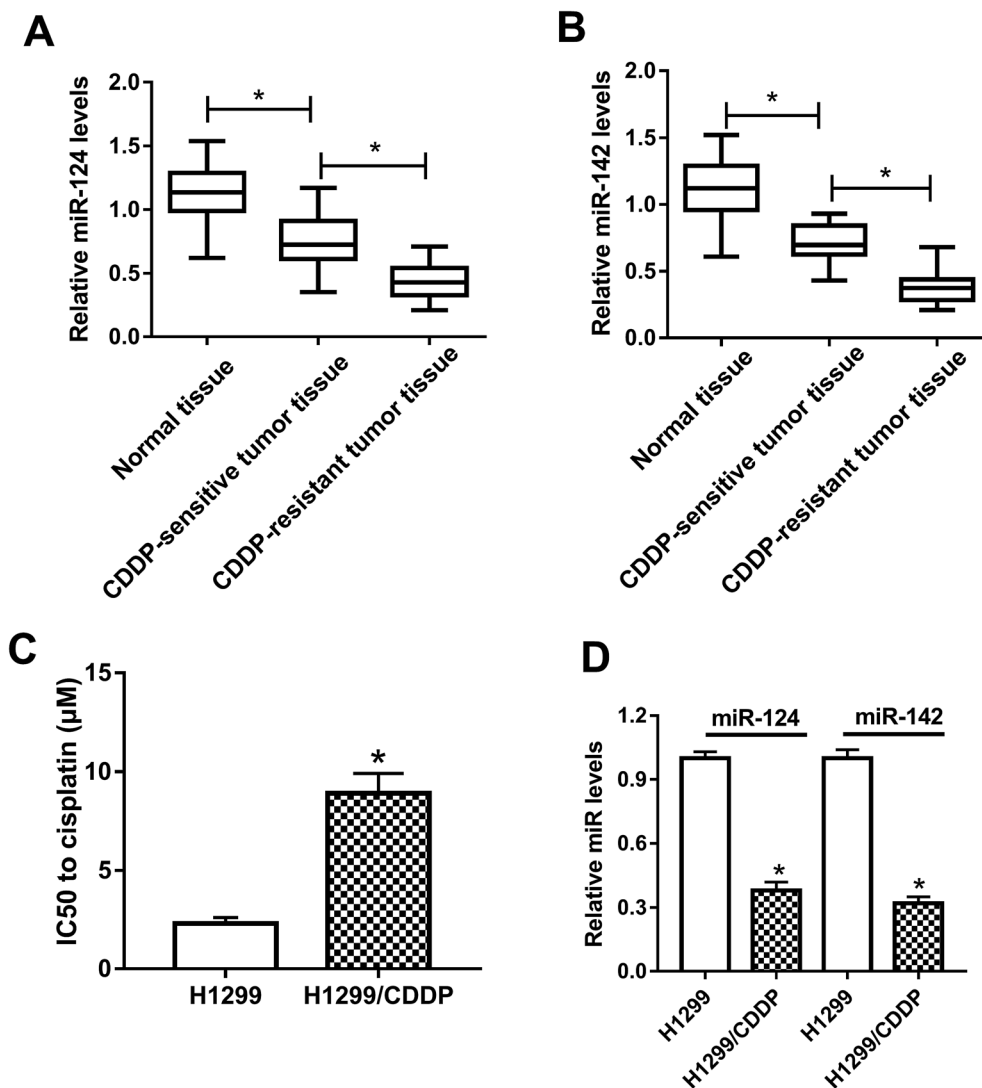 A
Relative miR-124 levels
2.0
1.5
1.0
0.5
0.0
*
*
Normal tissue
CDDP-sensitive tumor tissue
CDDP-resistant tumor tissue
B
Relative miR-142 levels
2.0
1.5
1.0
0.5
0.0
*
*
Normal tissue
CDDP-sensitive tumor tissue
CDDP-resistant tumor tissue
C
IC50 to cisplatin (μM)
15
10
5
0
*
H1299
H1299/CDDP
D
Relative miR levels
1.2
0.9
0.6
0.3
0.0
miR-124
miR-142
*
*
H1299
H1299/CDDP
H1299
H1299/CDDP